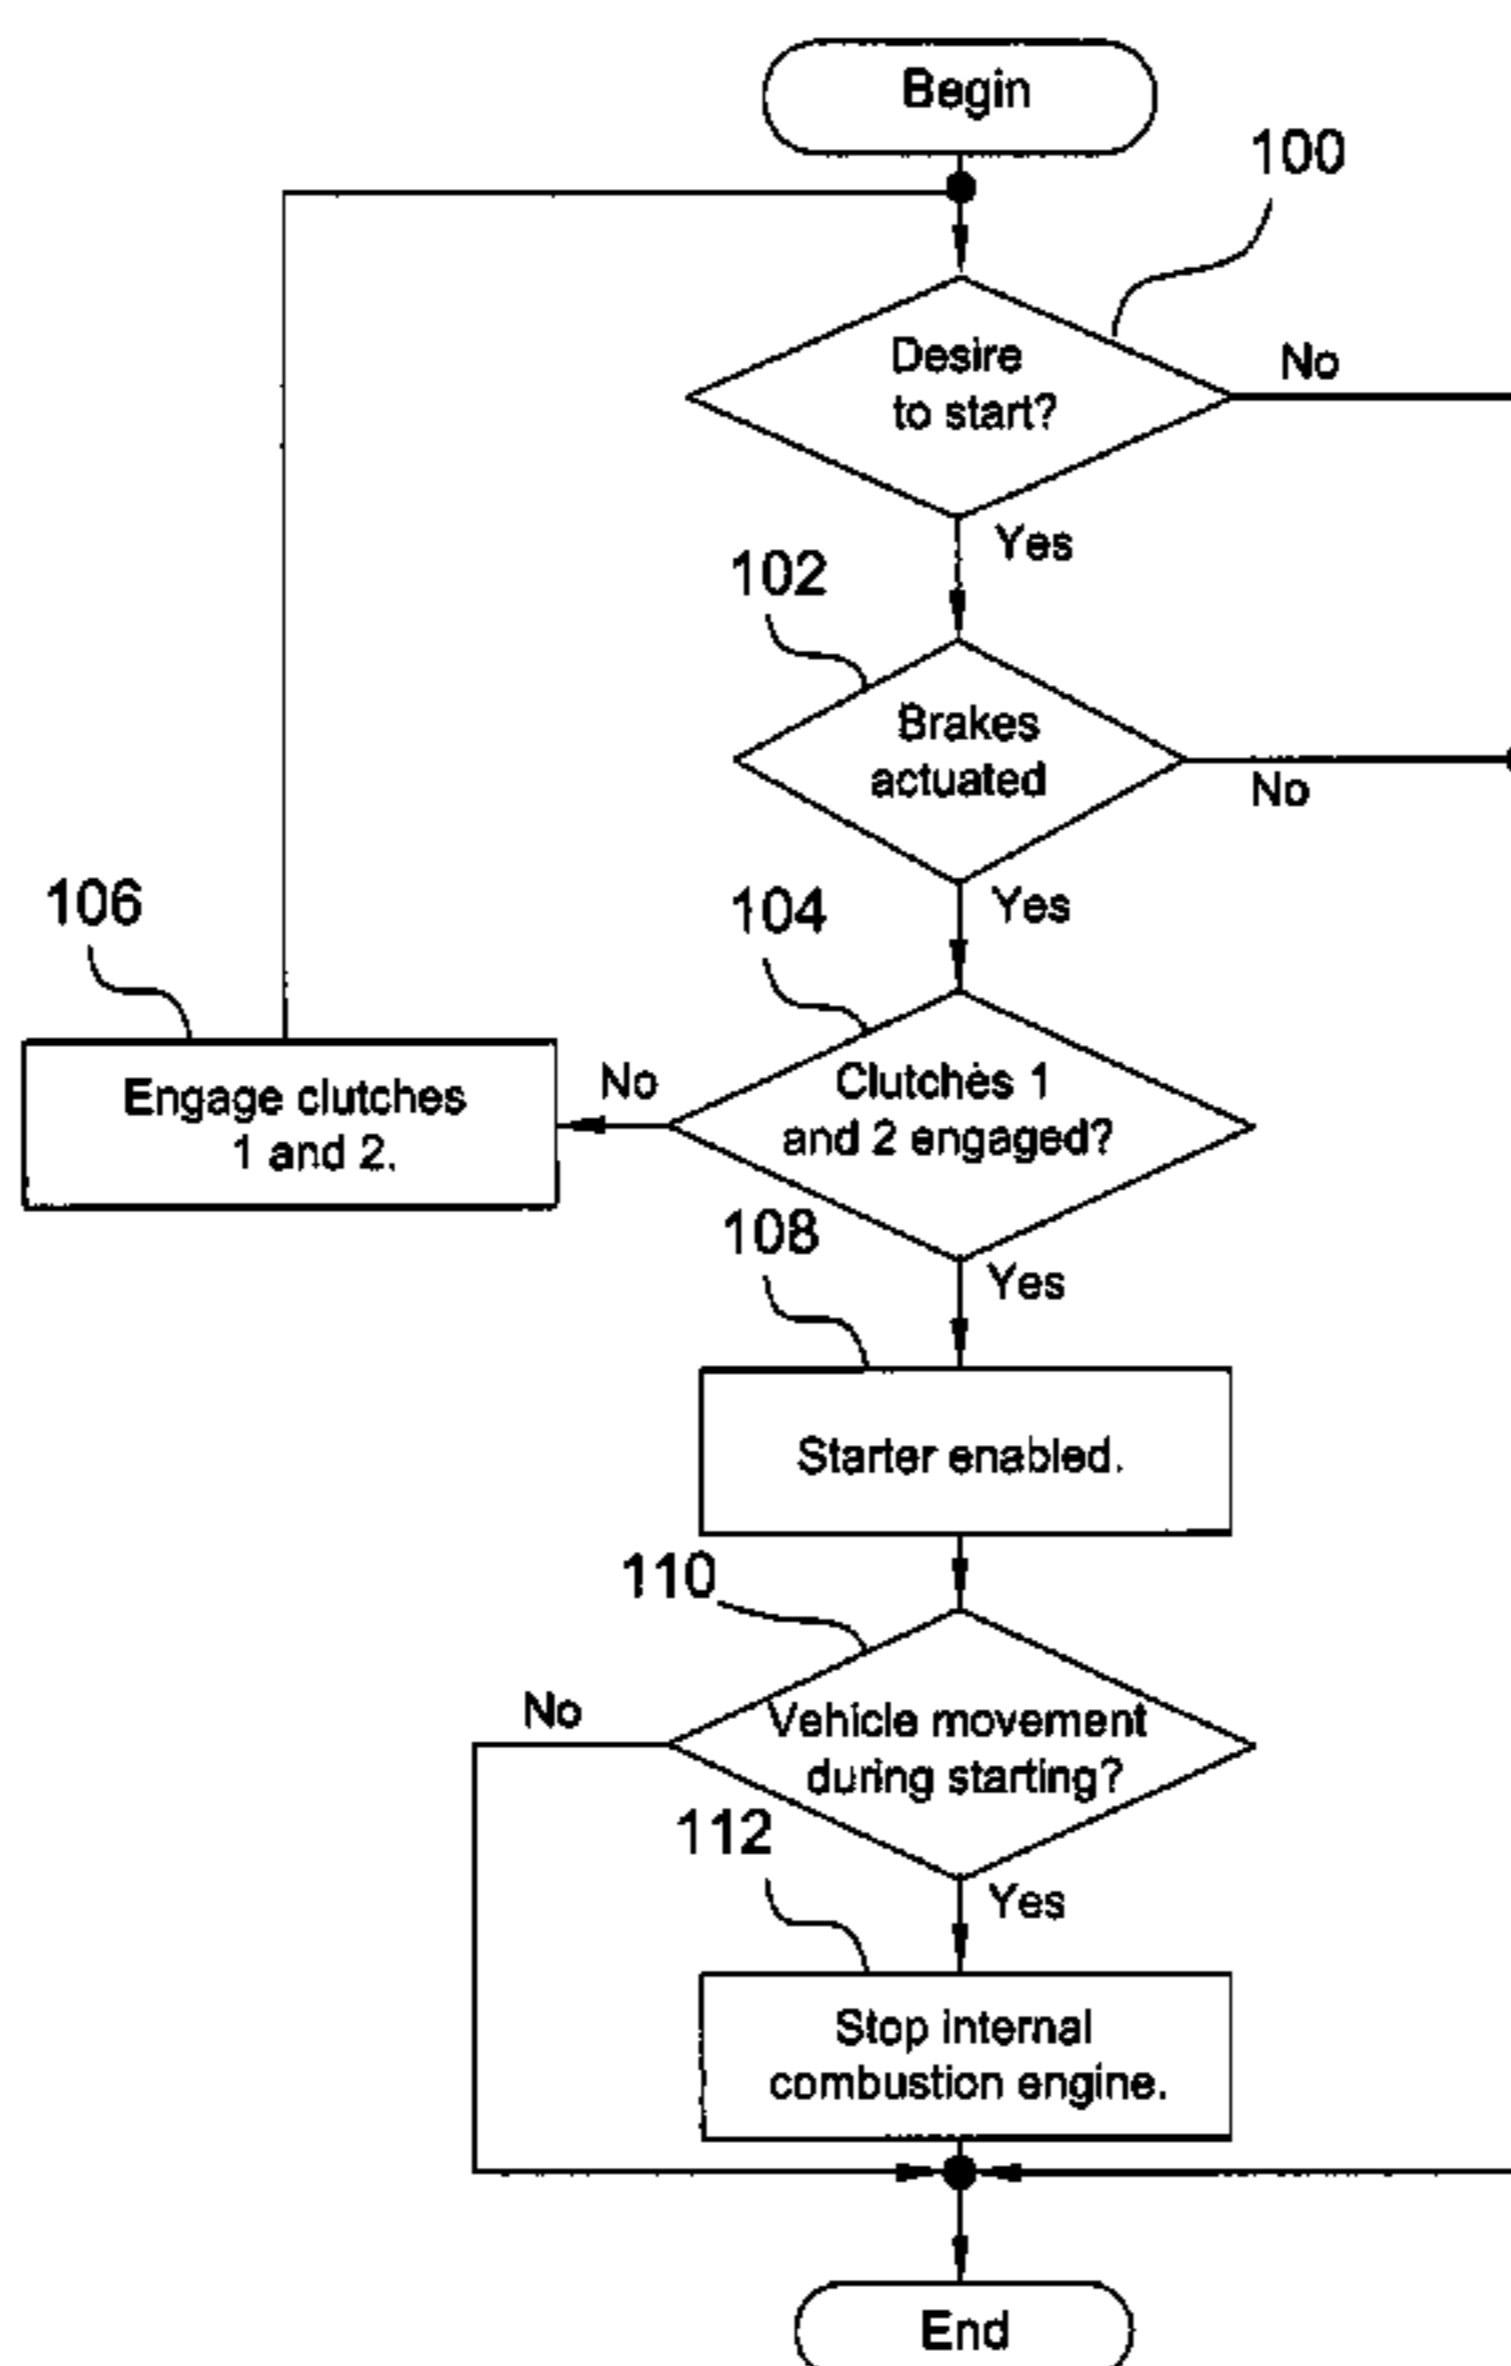 Begin
100
Desire
to start?
No
Yes
102
Brakes
actuated
No
Yes
106
104
Engage clutches
1 and 2.
No
Clutches 1
and 2 engaged?
108
Yes
Starter enabled.
110
No
Vehicle movement
during starting?
112
Yes
Stop internal
combustion engine.
End